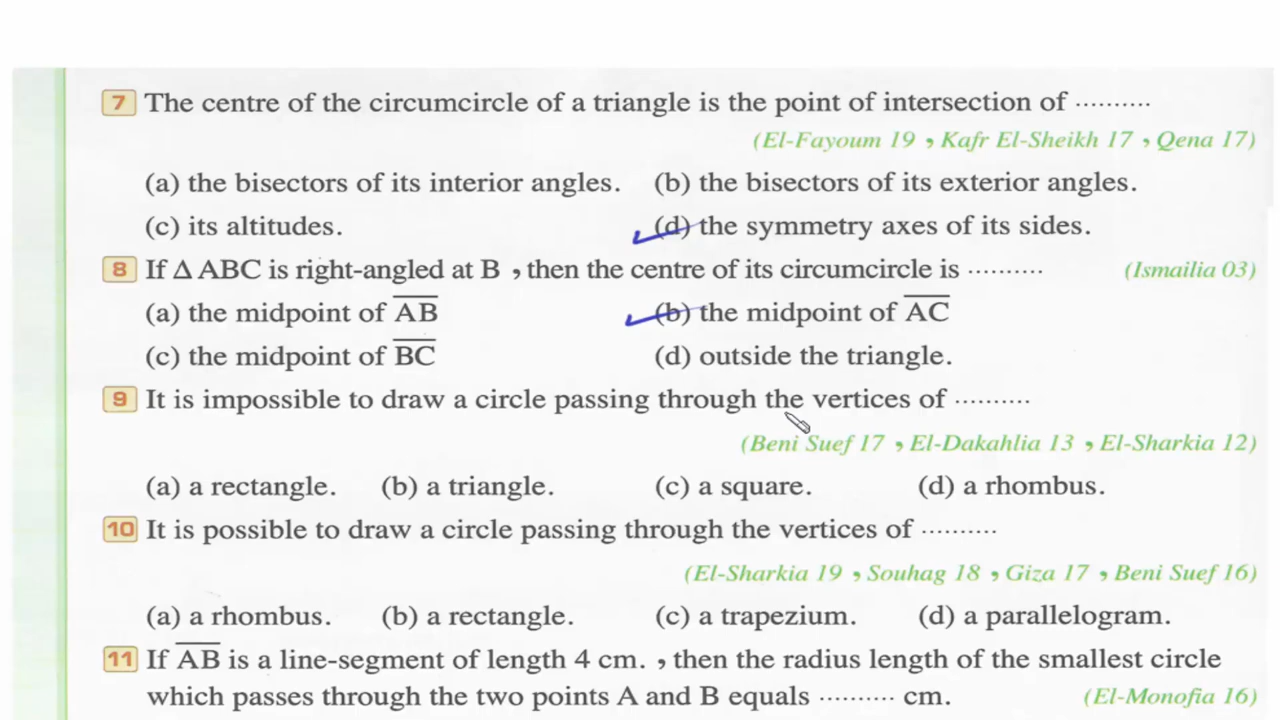 7 The centre of the circumcircle of a triangle is the point of intersection of ··········
(El-Fayoum 19 , Kafr El-Sheikh 17 , Qena 17)
(a) the bisectors of its interior angles. (b) the bisectors of its exterior angles.
(c) its altitudes. (d) the symmetry axes of its sides.
8 If Δ ABC is right-angled at B , then the centre of its circumcircle is ·········· (Ismailia 03)
(a) the midpoint of A̅B̅ (b) the midpoint of A̅C̅
(c) the midpoint of B̅C̅ (d) outside the triangle.
9 It is impossible to draw a circle passing through the vertices of ··········
(Beni Suef 17 , El-Dakahlia 13 , El-Sharkia 12)
(a) a rectangle. (b) a triangle. (c) a square. (d) a rhombus.
10 It is possible to draw a circle passing through the vertices of ··········
(El-Sharkia 19 , Souhag 18 , Giza 17 , Beni Suef 16)
(a) a rhombus. (b) a rectangle. (c) a trapezium. (d) a parallelogram.
11 If A̅B̅ is a line-segment of length 4 cm. , then the radius length of the smallest circle
which passes through the two points A and B equals ·········· cm. (El-Monofia 16)